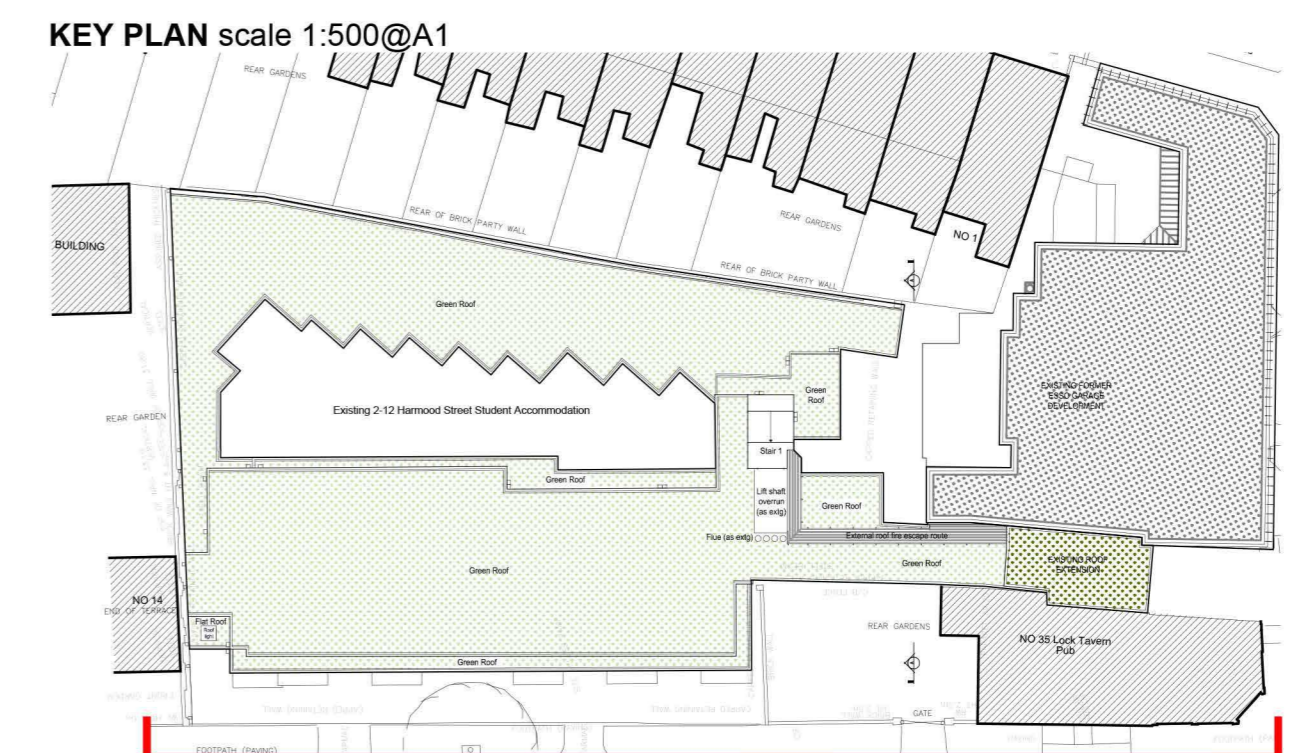 KEY PLAN scale 1:500@A1
REAR GARDENS
REAR OF BRICK PARTY WALL
REAR GARDENS
NO 1
BUILDING
REAR OF BRICK PARTY WALL
Green Roof
Existing 2-12 Harmood Street Student Accommodation
Green
Roof
EXISTING FORMER
ESSO GARAGE
DEVELOPMENT
REAR GARDEN
Stair 1
Green Roof
Lift shaft
overrun
(as extg)
Green Roof
Flue (as extg)
External roof fire escape route
Green Roof
Green Roof
EXISTING ROOF
EXTENSION
NO 14
END OF TERRACE
Flat Roof
Roof
light
REAR GARDENS
NO 35 Lock Tavern
Pub
Green Roof
GATE
FOOTPATH (PAVING)